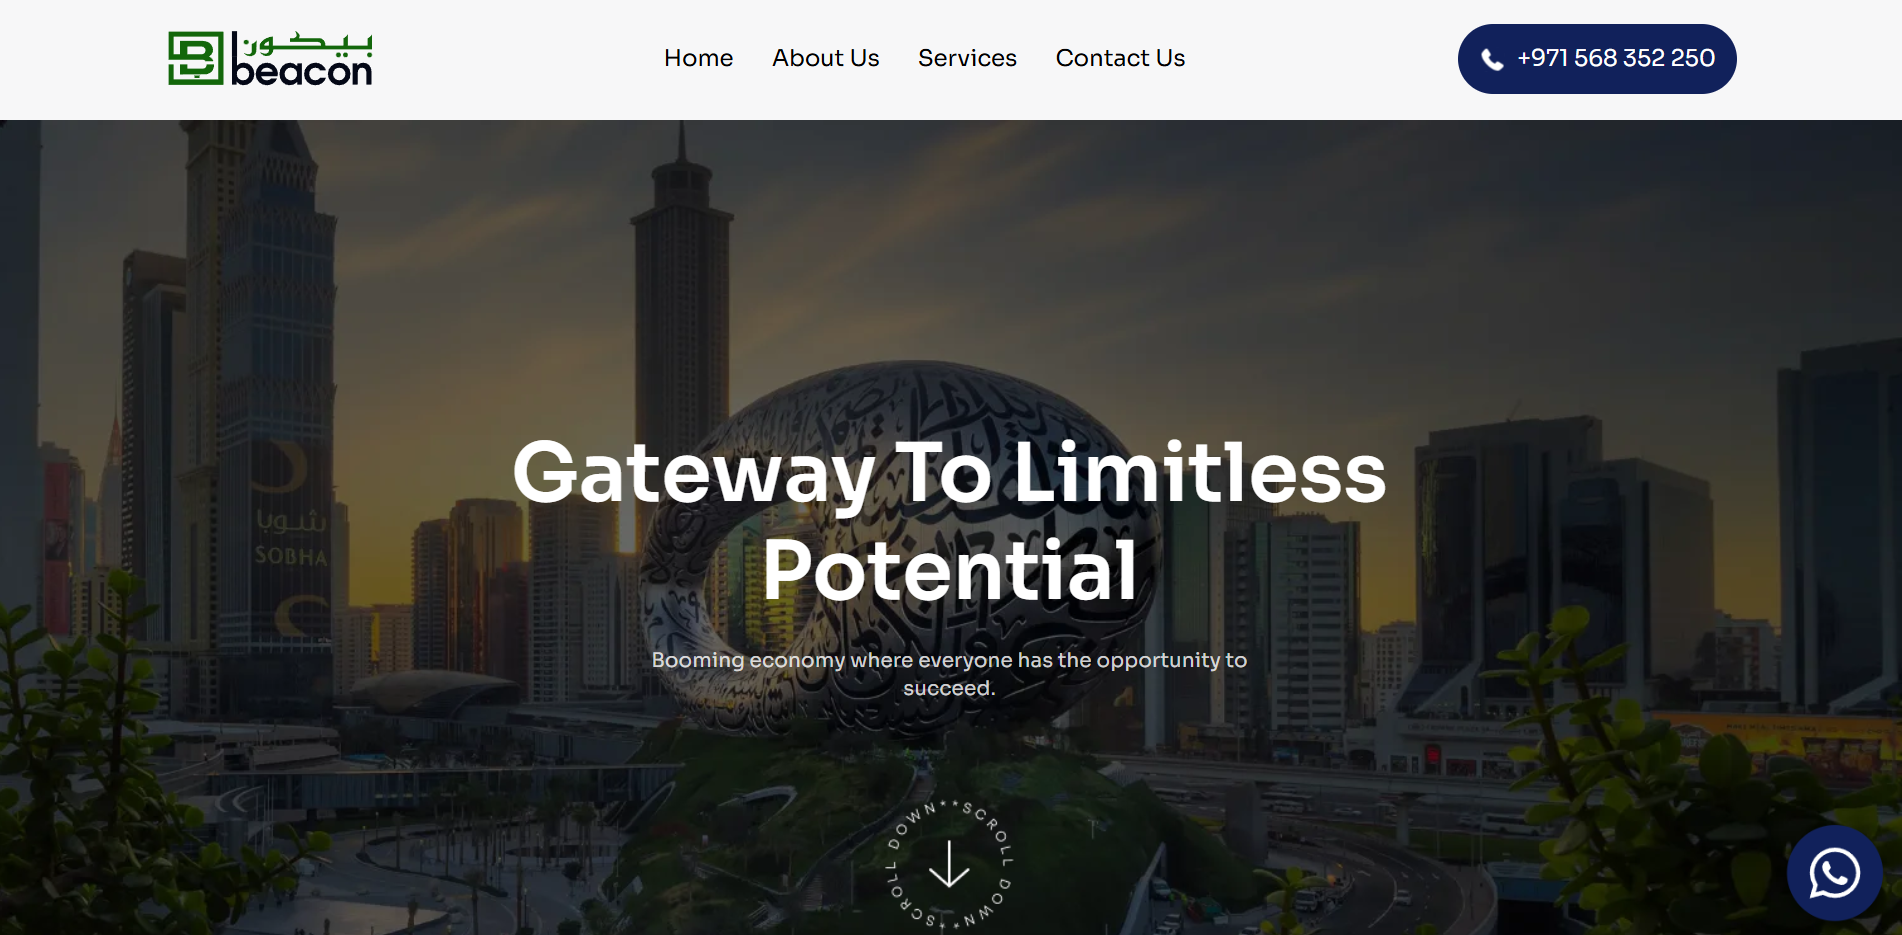 بيكون
beacon
Home
About Us
Services
Contact Us
+971 568 352 250
Gateway To Limitless
Potential
Booming economy where everyone has the opportunity to
succeed.
شوبا
SOBHA
SCROLL DOWN * * SCROLL DOWN * *